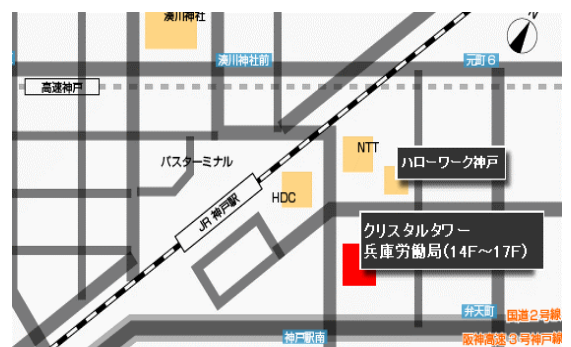 湊川神社
N
湊川神社前
元町6
高速神戸
NTT
バスターミナル
ハローワーク神戸
JR 神戸駅
HDC
クリスタルタワー
兵庫労働局(14F～17F)
弁天町
国道2号線
神戸駅南
阪神高速3号神戸線